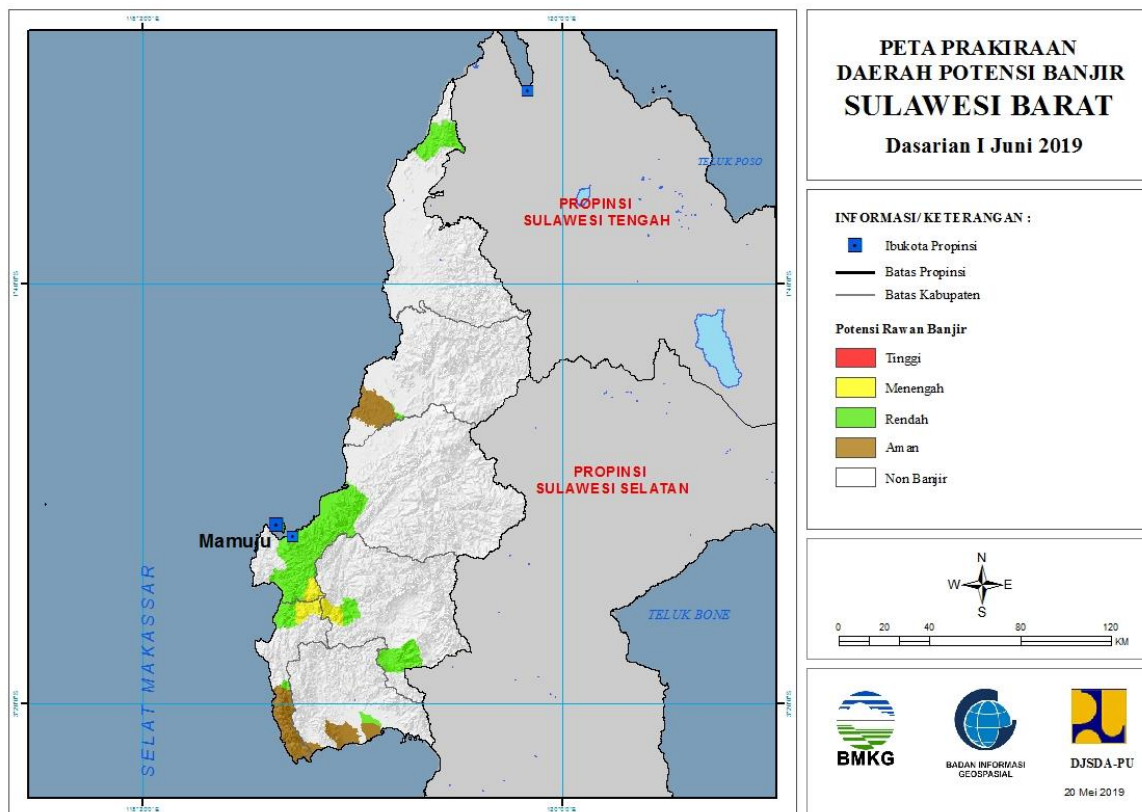 PETA PRAKIRAAN
DAERAH POTENSI BANJIR
SULAWESI BARAT
Dasarian I Juni 2019
INFORMASI/ KETERANGAN :
Ibukota Propinsi
Batas Propinsi
Batas Kabupaten
Potensi Rawan Banjir
Tinggi
Menengah
Rendah
Aman
Non Banjir
N
W E
S
0 20 40 80 120
KM
BMKG
BADAN INFORMASI
GEOSPASIAL
DJSDA-PU
20 Mei 2019
TELUK POSO
PROPINSI
SULAWESI TENGAH
PROPINSI
SULAWESI SELATAN
Mamuju
SELAT MAKASSAR
TELUK BONE